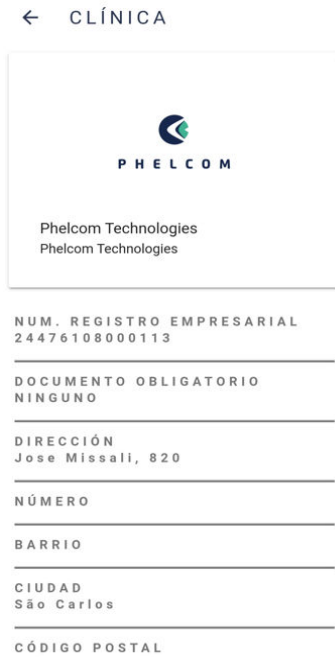 CLÍNICA
PHELCOM
Phelcom Technologies
Phelcom Technologies
NUM. REGISTRO EMPRESARIAL
24476108000113
DOCUMENTO OBLIGATORIO
NINGUNO
DIRECCIÓN
Jose Missali, 820
NÚMERO
BARRIO
CIUDAD
São Carlos
CÓDIGO POSTAL